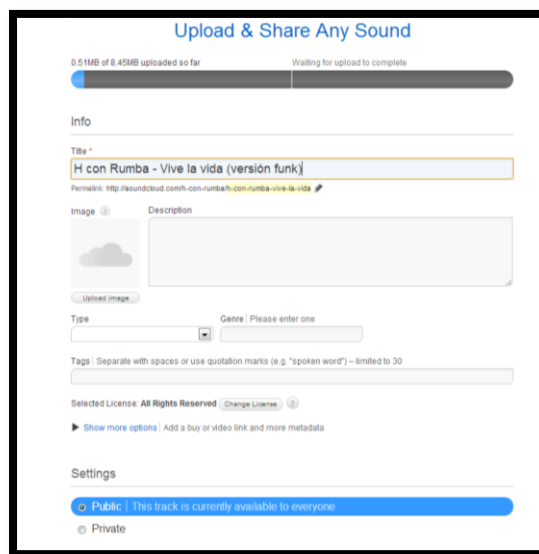 Upload & Share Any Sound
0.51MB of 8.45MB uploaded so far Waiting for upload to complete
Info
Title *
H con Rumba - Vive la vida (versión funk)
Permalink: http://soundcloud.com/h-con-rumba/h-con-rumba-vive-la-vida
Image ? Description
Upload image
Type Genre | Please enter one
Tags | Separate with spaces or use quotation marks (e.g. "spoken word") – limited to 30
Selected License: All Rights Reserved Change License ?
Show more options | Add a buy or video link and more metadata
Settings
Public | This track is currently available to everyone
Private